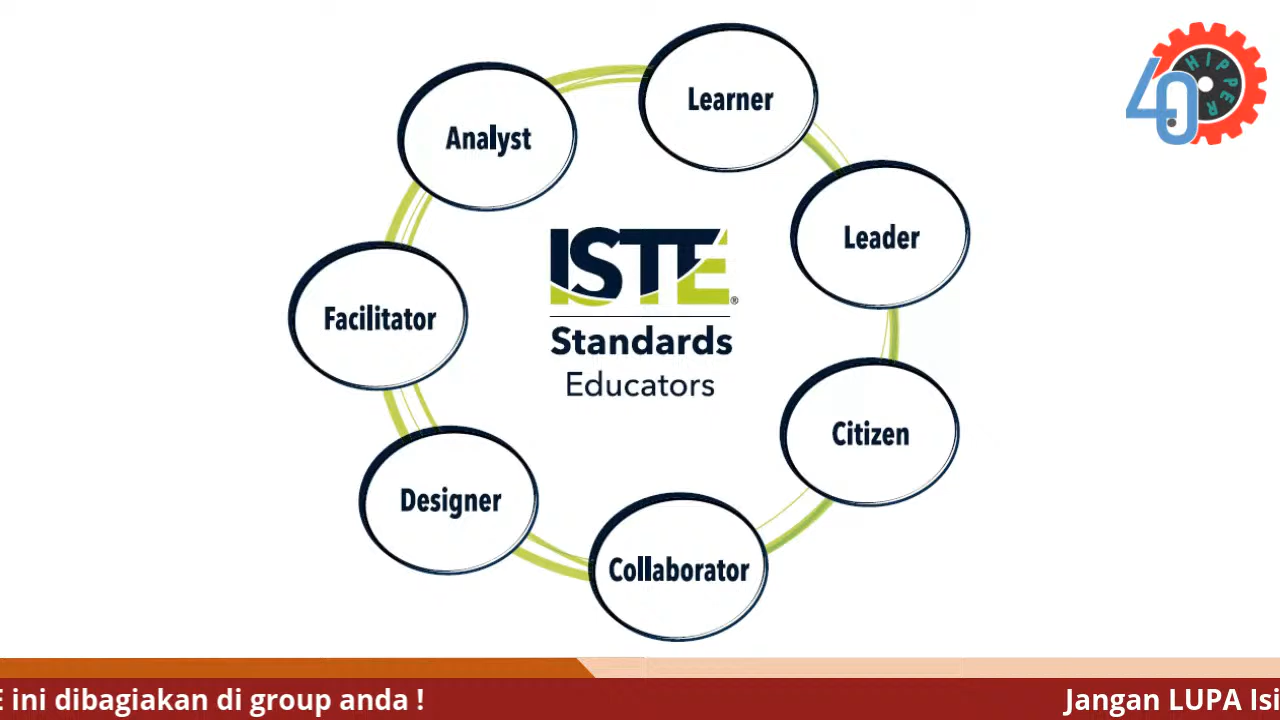 Learner
Analyst
Leader
ISTE®
Standards
Educators
Facilitator
Citizen
Designer
Collaborator
40
HIPPER
E ini dibagiakan di group anda !
Jangan LUPA Isi